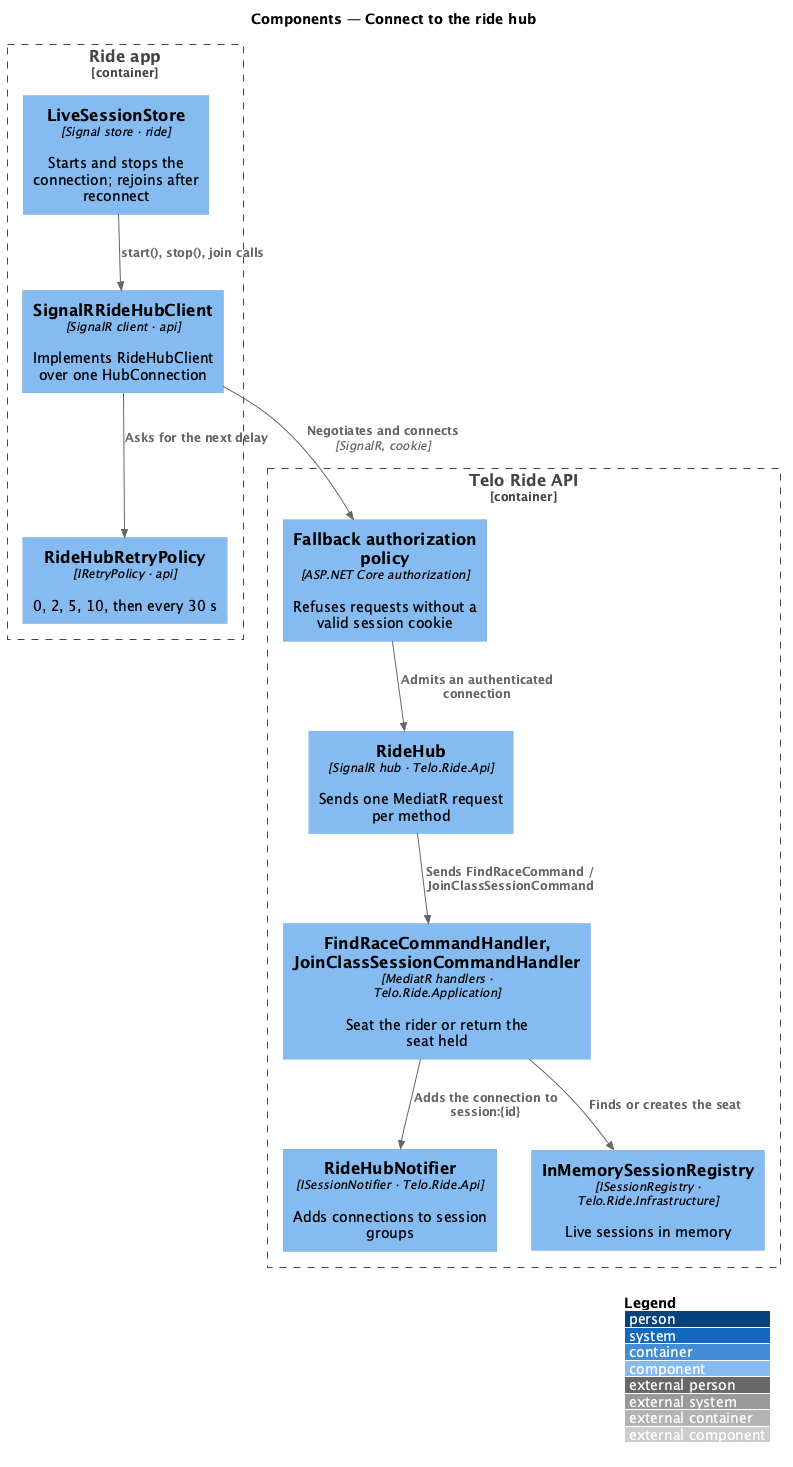 Components — Connect to the ride hub
Ride app
[container]
LiveSessionStore
[Signal store · ride]
Starts and stops the
connection; rejoins after
reconnect
start(), stop(), join calls
SignalRRideHubClient
[SignalR client · api]
Implements RideHubClient
over one HubConnection
Asks for the next delay
Negotiates and connects
[SignalR, cookie]
RideHubRetryPolicy
[IRetryPolicy · api]
0, 2, 5, 10, then every 30 s
Telo Ride API
[container]
Fallback authorization
policy
[ASP.NET Core authorization]
Refuses requests without a
valid session cookie
Admits an authenticated
connection
RideHub
[SignalR hub · Telo.Ride.Api]
Sends one MediatR request
per method
Sends FindRaceCommand /
JoinClassSessionCommand
FindRaceCommandHandler,
JoinClassSessionCommandHandler
[MediatR handlers ·
Telo.Ride.Application]
Seat the rider or return the
seat held
Adds the connection to
session:{id}
Finds or creates the seat
RideHubNotifier
[ISessionNotifier · Telo.Ride.Api]
Adds connections to session
groups
InMemorySessionRegistry
[ISessionRegistry ·
Telo.Ride.Infrastructure]
Live sessions in memory
Legend
person
system
container
component
external person
external system
external container
external component